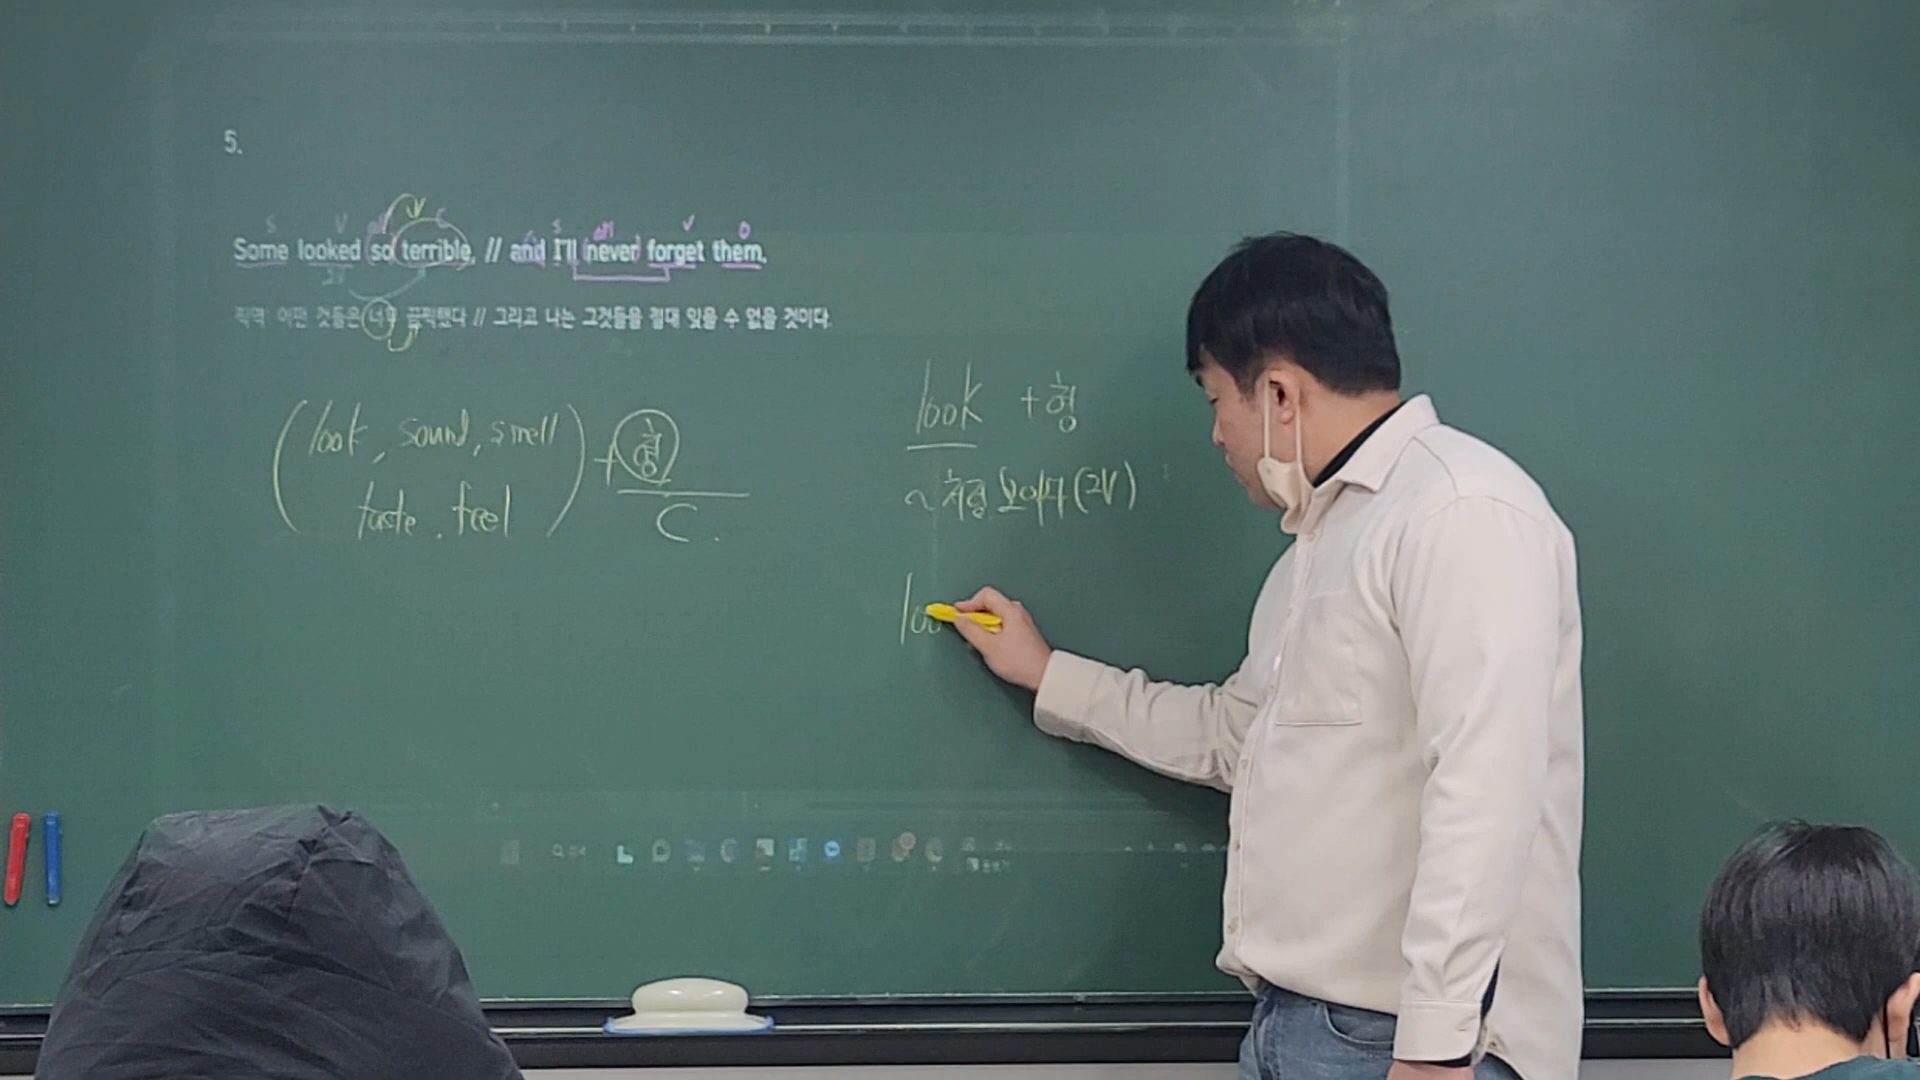 5.
S V C S V O
Some looked so terrible, // and I'll never forget them.
2V
직역: 어떤 것들은 너무 끔찍했다 // 그리고 나는 그것들을 절대 잊을 수 없을 것이다.
(look, sound, smell
taste, feel) + 형
C.
look + 형
~처럼 보이다(2V)
loo